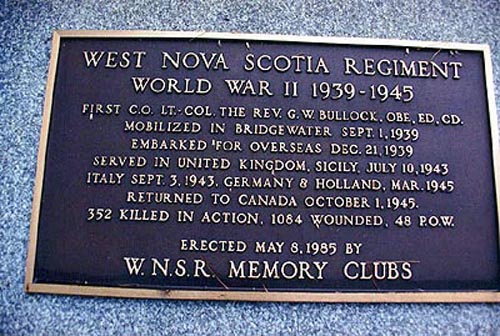 WEST NOVA SCOTIA REGIMENT
WORLD WAR II 1939-1945
FIRST C.O. LT.-COL. THE REV. G.W. BULLOCK, OBE, ED, CD.
MOBILIZED IN BRIDGEWATER SEPT. 1, 1939
EMBARKED FOR OVERSEAS DEC. 21, 1939
SERVED IN UNITED KINGDOM, SICILY, JULY 10, 1943
ITALY SEPT. 3, 1943, GERMANY & HOLLAND, MAR. 1945
RETURNED TO CANADA OCTOBER 1, 1945.
352 KILLED IN ACTION, 1084 WOUNDED, 48 P.O.W.
ERECTED MAY 8, 1985 BY
W.N.S.R. MEMORY CLUBS